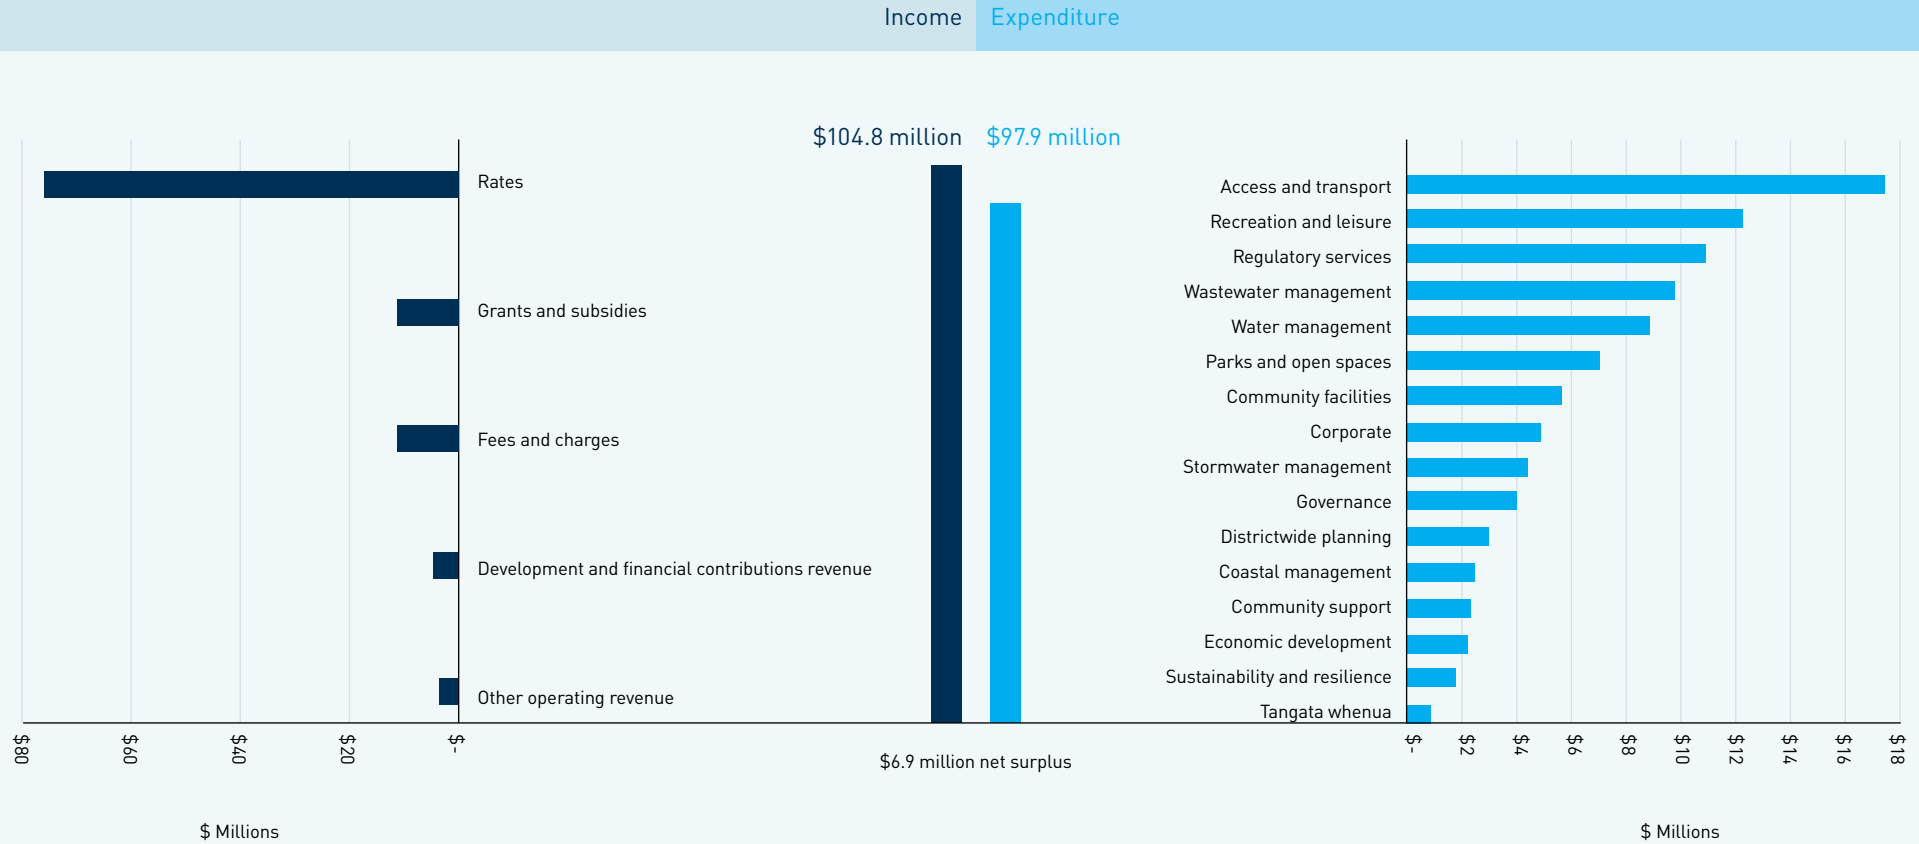 Income
Expenditure
$104.8 million
$97.9 million
Rates
Grants and subsidies
Fees and charges
Development and financial contributions revenue
Other operating revenue
$80
$60
$40
$20
$-
$ Millions
$6.9 million net surplus
Access and transport
Recreation and leisure
Regulatory services
Wastewater management
Water management
Parks and open spaces
Community facilities
Corporate
Stormwater management
Governance
Districtwide planning
Coastal management
Community support
Economic development
Sustainability and resilience
Tangata whenua
$-
$2
$4
$6
$8
$10
$12
$14
$16
$18
$ Millions